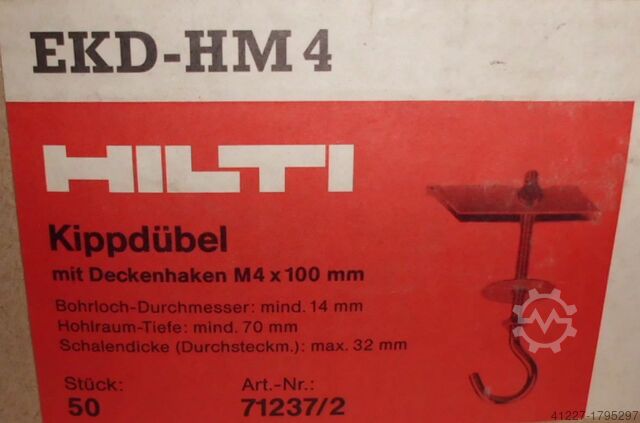 EKD-HM 4
HILTI
Kippdübel
mit Deckenhaken M4 x 100 mm
Bohrloch-Durchmesser: mind. 14 mm
Hohlraum-Tiefe: mind. 70 mm
Schalendicke (Durchsteckm.): max. 32 mm
Stück: Art.-Nr.:
50 71237/2
41227-1795297